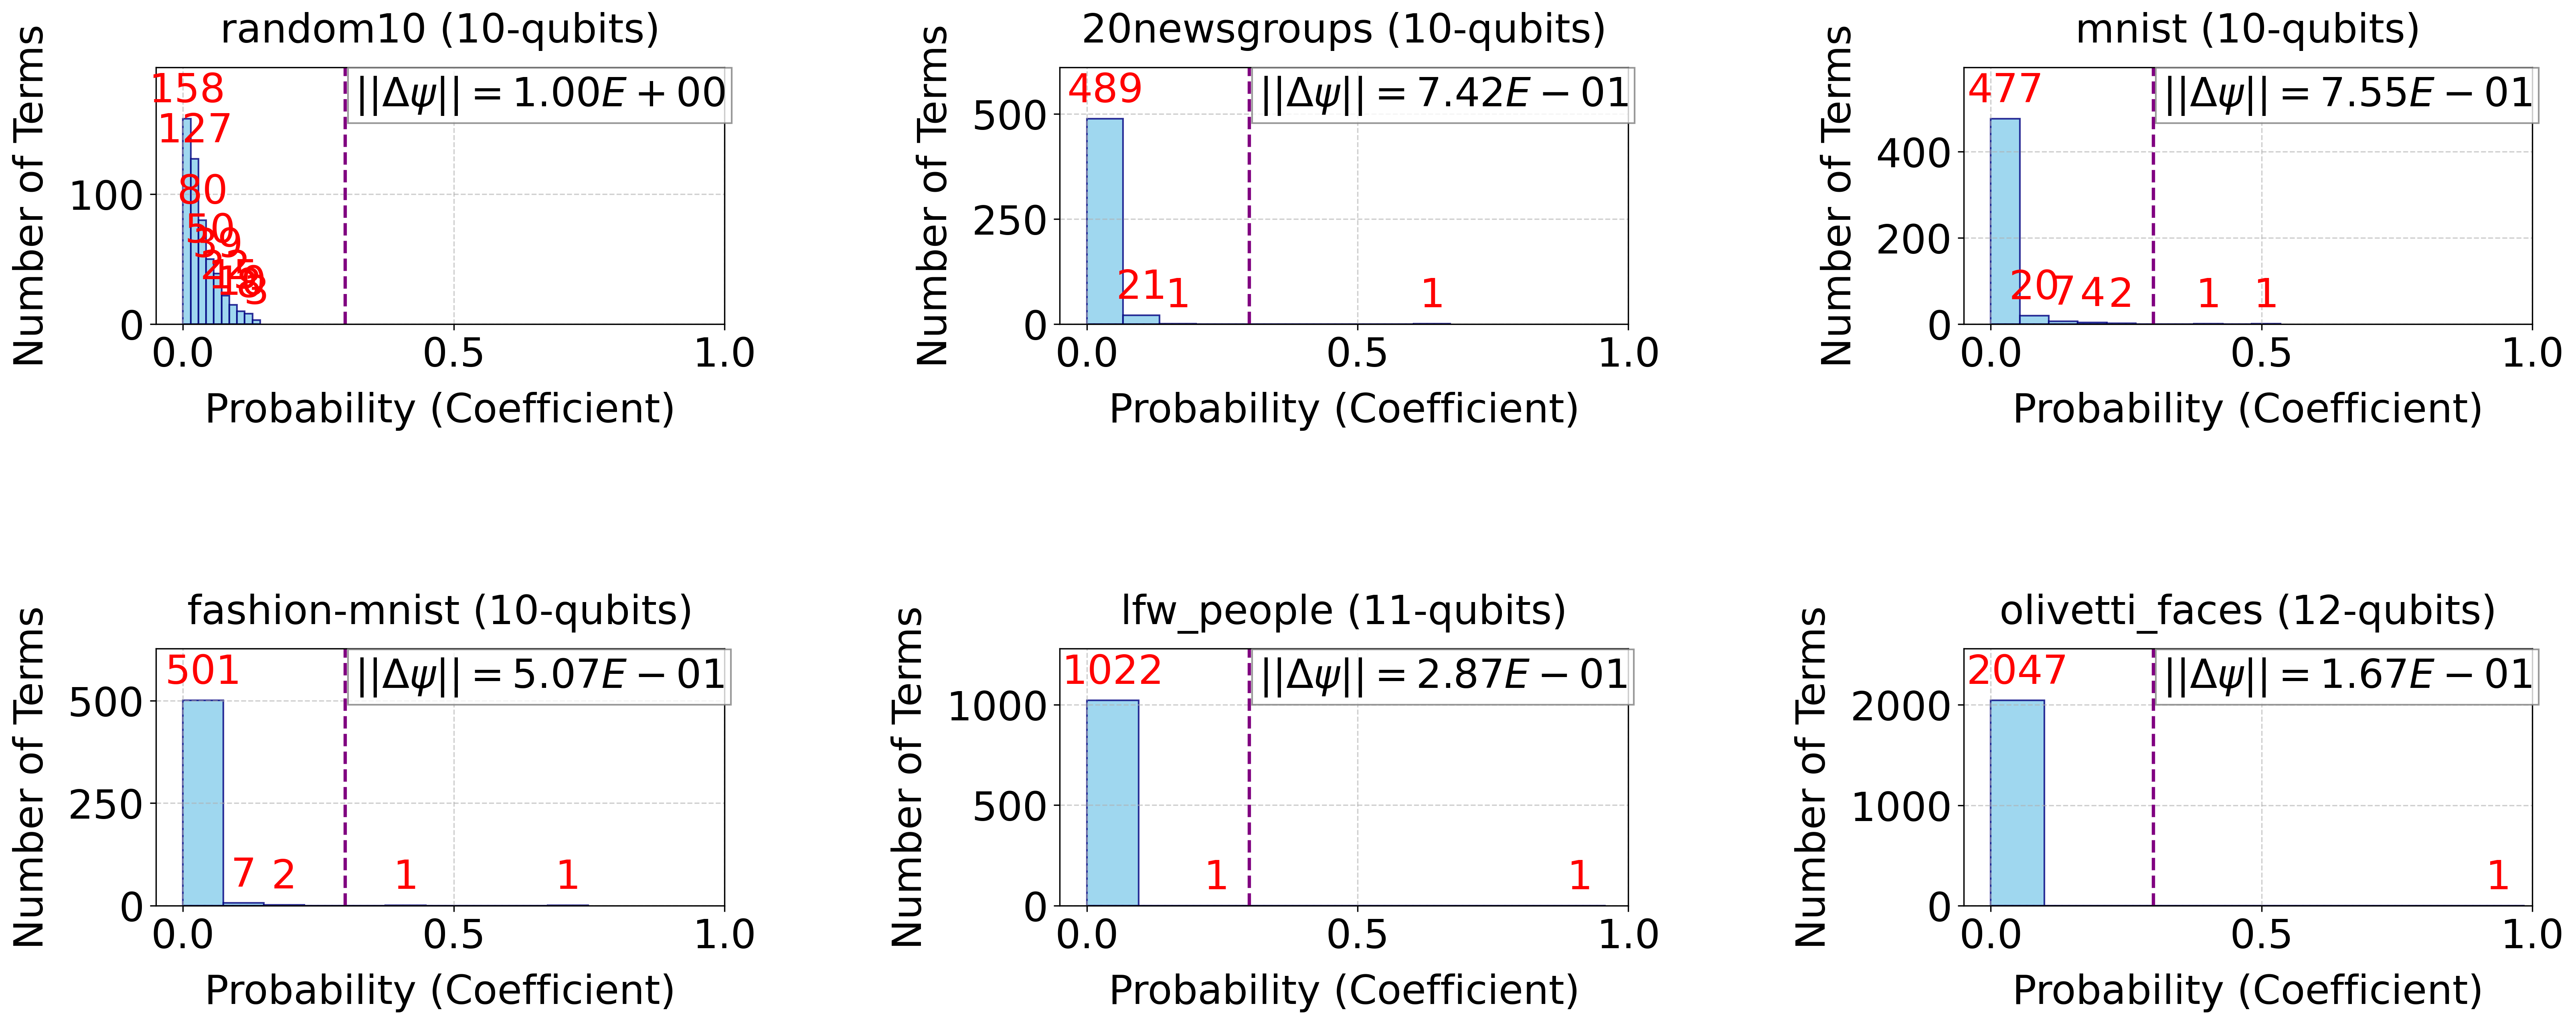 random10 (10-qubits)
Number of Terms
158
127
80
50
39
||Δψ|| = 1.00E + 00
100
0
0.0
0.5
1.0
Probability (Coefficient)
20newsgroups (10-qubits)
Number of Terms
489
21
1
1
||Δψ|| = 7.42E − 01
500
250
0
0.0
0.5
1.0
Probability (Coefficient)
mnist (10-qubits)
Number of Terms
477
20
7
4
2
1
1
||Δψ|| = 7.55E − 01
400
200
0
0.0
0.5
1.0
Probability (Coefficient)
fashion-mnist (10-qubits)
Number of Terms
501
7
2
1
1
||Δψ|| = 5.07E − 01
500
250
0
0.0
0.5
1.0
Probability (Coefficient)
lfw_people (11-qubits)
Number of Terms
1022
1
1
||Δψ|| = 2.87E − 01
1000
500
0
0.0
0.5
1.0
Probability (Coefficient)
olivetti_faces (12-qubits)
Number of Terms
2047
1
||Δψ|| = 1.67E − 01
2000
1000
0
0.0
0.5
1.0
Probability (Coefficient)